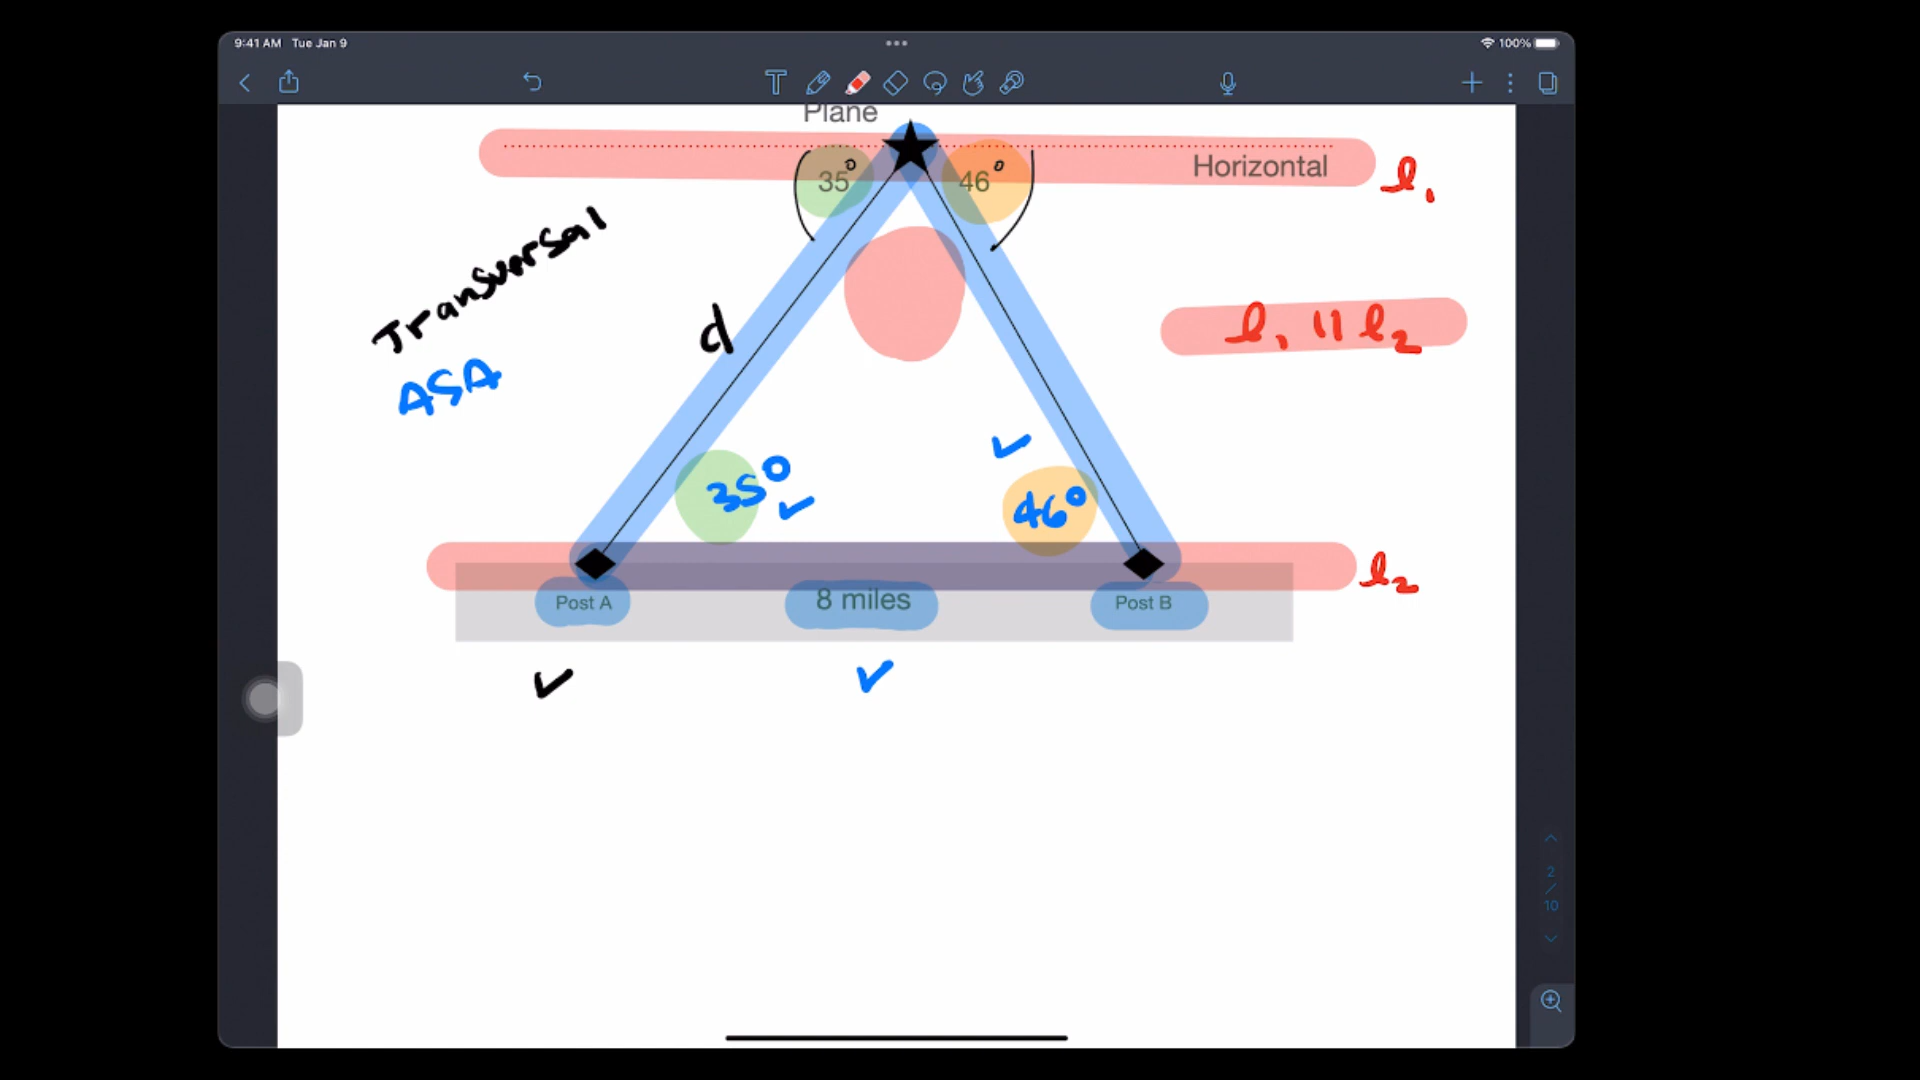 9:41 AM Tue Jan 9
100%
Plane
35° 46°
Horizontal
l₁
Transversal
d
l₁ || l₂
ASA
35° 46°
l₂
Post A 8 miles Post B
2
/
10